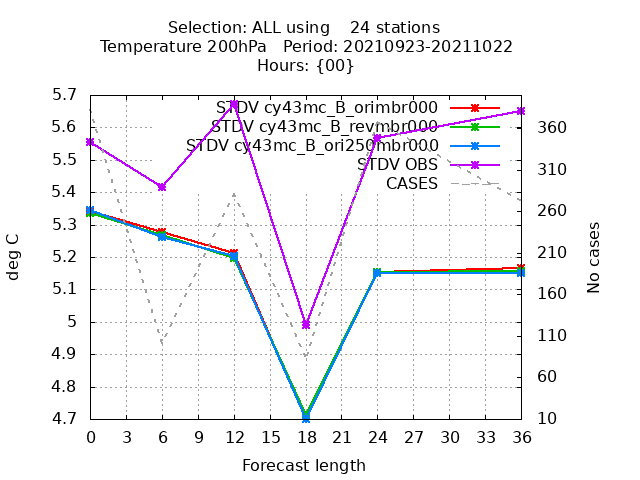 Selection: ALL using    24 stations
Temperature 200hPa   Period: 20210923-20211022
Hours: {00}
STDV cy43mc_B_orimbr000
STDV cy43mc_B_revmbr000
STDV cy43mc_B_ori250mbr000
STDV OBS
CASES
deg C
5.7
5.6
5.5
5.4
5.3
5.2
5.1
5
4.9
4.8
4.7
No cases
360
310
260
210
160
110
60
10
0 3 6 9 12 15 18 21 24 27 30 33 36
Forecast length